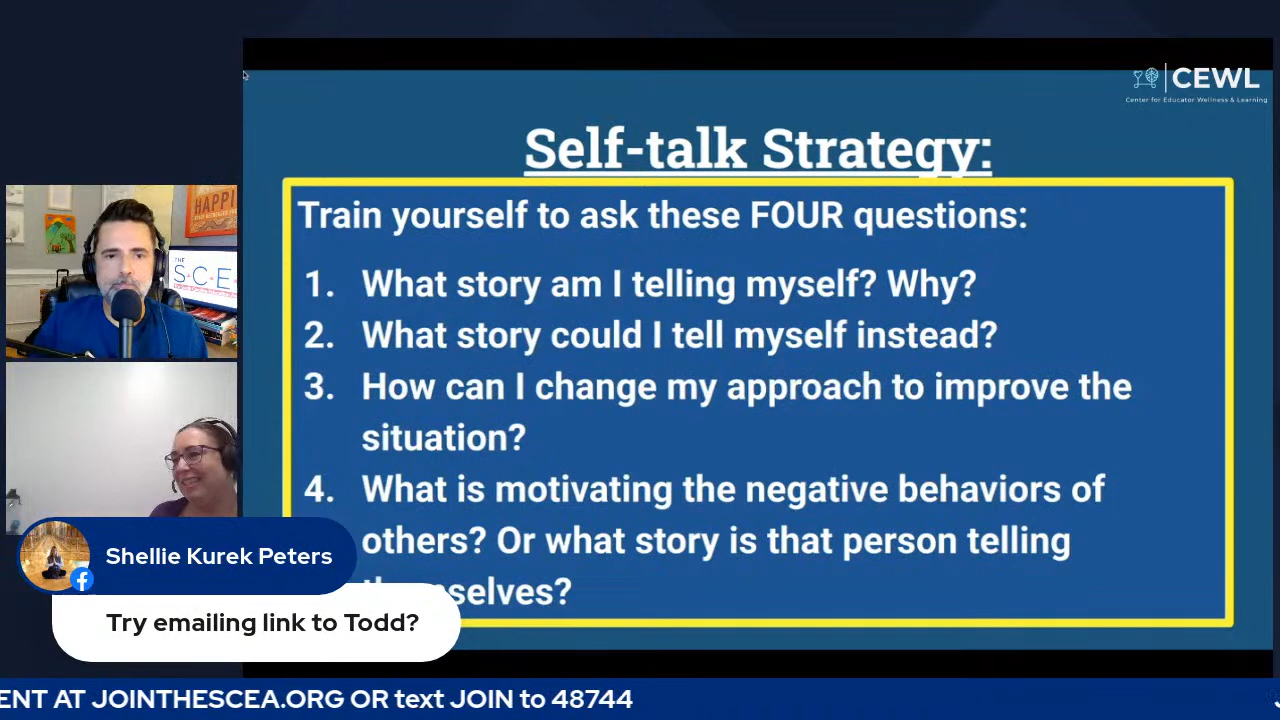 CEWL
Center for Educator Wellness & Learning
Self-talk Strategy:
Train yourself to ask these FOUR questions:
1. What story am I telling myself? Why?
2. What story could I tell myself instead?
3. How can I change my approach to improve the
situation?
4. What is motivating the negative behaviors of
others? Or what story is that person telling
selves?
HAPPI
THE
S.C.E
Shellie Kurek Peters
Try emailing link to Todd?
ENT AT JOINTHESCEA.ORG OR text JOIN to 48744